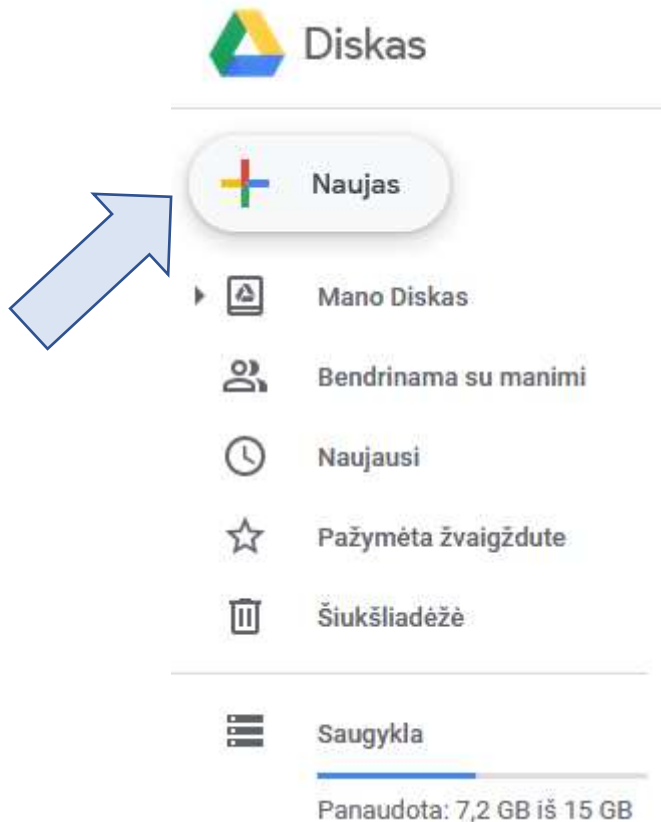 Diskas
Naujas
Mano Diskas
Bendrinama su manimi
Naujausi
Pažymėta žvaigždute
Šiukšliadėžė
Saugykla
Panaudota: 7,2 GB iš 15 GB